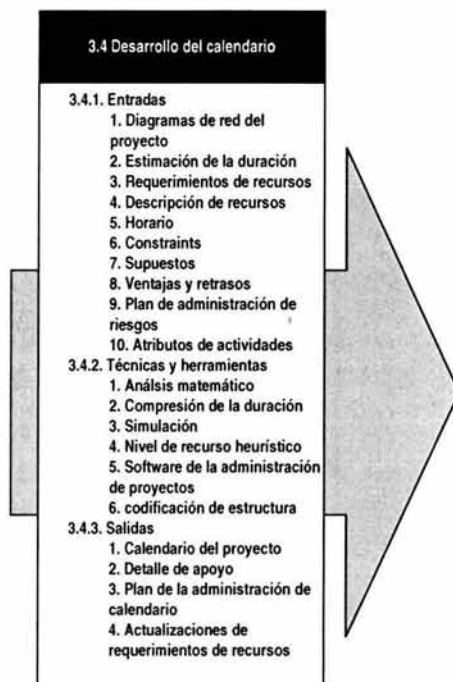 3.4 Desarrollo del calendario
3.4.1. Entradas
1. Diagramas de red del
proyecto
2. Estimación de la duración
3. Requerimientos de recursos
4. Descripción de recursos
5. Horario
6. Constraints
7. Supuestos
8. Ventajas y retrasos
9. Plan de administración de
riesgos
10. Atributos de actividades
3.4.2. Técnicas y herramientas
1. Análsis matemático
2. Compresión de la duración
3. Simulación
4. Nivel de recurso heurístico
5. Software de la administración
de proyectos
6. codificación de estructura
3.4.3. Salidas
1. Calendario del proyecto
2. Detalle de apoyo
3. Plan de la administración de
calendario
4. Actualizaciones de
requerimientos de recursos